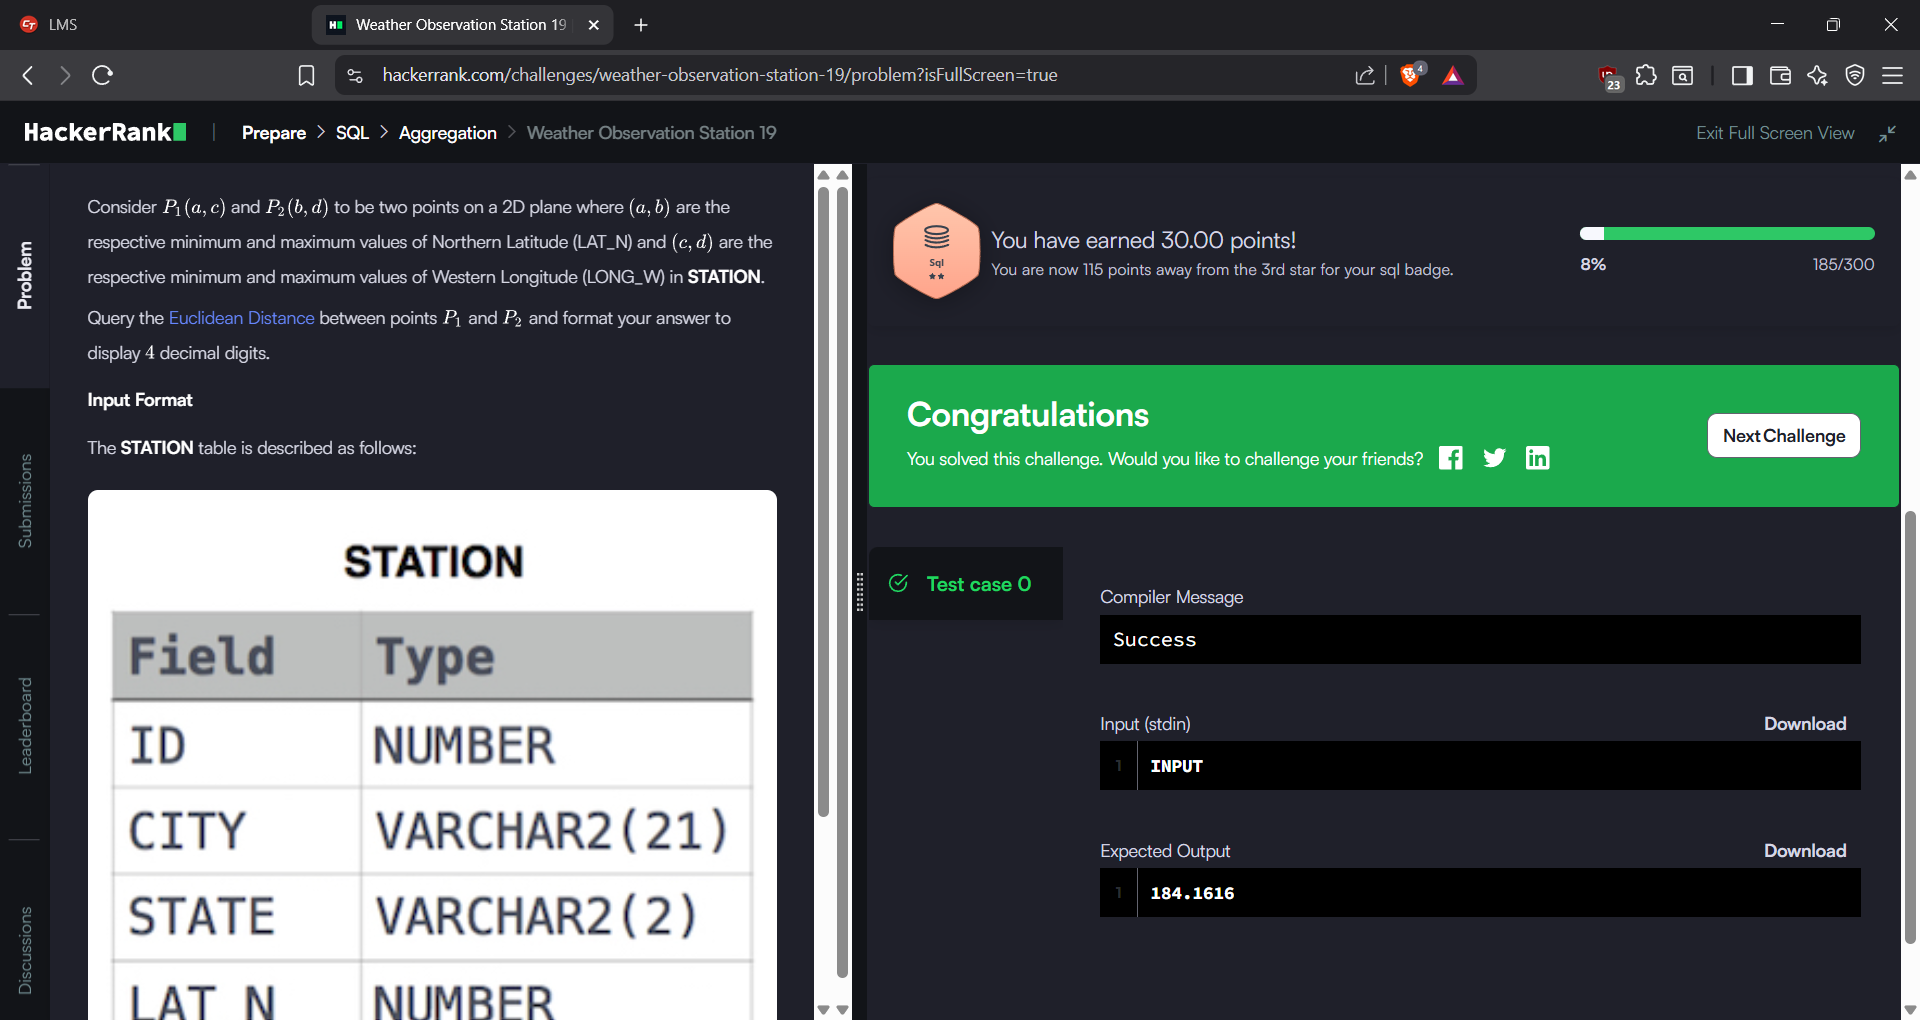 LMS
Weather Observation Station 19
hackerrank.com/challenges/weather-observation-station-19/problem?isFullScreen=true
4
23
HackerRank
Prepare > SQL > Aggregation > Weather Observation Station 19
Exit Full Screen View
Problem
Submissions
Leaderboard
Discussions
Consider P₁(a, c) and P₂(b, d) to be two points on a 2D plane where (a, b) are the
respective minimum and maximum values of Northern Latitude (LAT_N) and (c, d) are the
respective minimum and maximum values of Western Longitude (LONG_W) in STATION.
Query the Euclidean Distance between points P₁ and P₂ and format your answer to
display 4 decimal digits.
Input Format
The STATION table is described as follows:
STATION
Field Type
ID NUMBER
CITY VARCHAR2(21)
STATE VARCHAR2(2)
LAT_N NUMBER
Sql
You have earned 30.00 points!
You are now 115 points away from the 3rd star for your sql badge.
8%
185/300
Congratulations
You solved this challenge. Would you like to challenge your friends?
Next Challenge
Test case 0
Compiler Message
Success
Input (stdin)
Download
1 INPUT
Expected Output
Download
1 184.1616